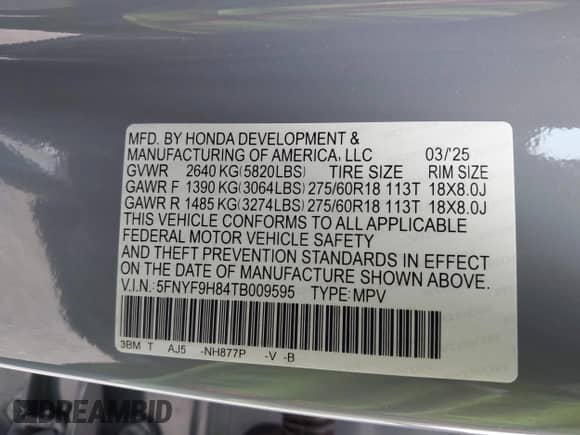 MFD. BY HONDA DEVELOPMENT &
MANUFACTURING OF AMERICA, LLC 03/'25
GVWR 2640 KG(5820LBS) TIRE SIZE RIM SIZE
GAWR F 1390 KG(3064LBS) 275/60R18 113T 18X8.0J
GAWR R 1485 KG(3274LBS) 275/60R18 113T 18X8.0J
THIS VEHICLE CONFORMS TO ALL APPLICABLE
FEDERAL MOTOR VEHICLE SAFETY
AND THEFT PREVENTION STANDARDS IN EFFECT
ON THE DATE OF MANUFACTURE SHOWN ABOVE.
V.I.N.: 5FNYF9H84TB009595 TYPE: MPV
3BM T AJ5 -NH877P -V -B
DREAMBID